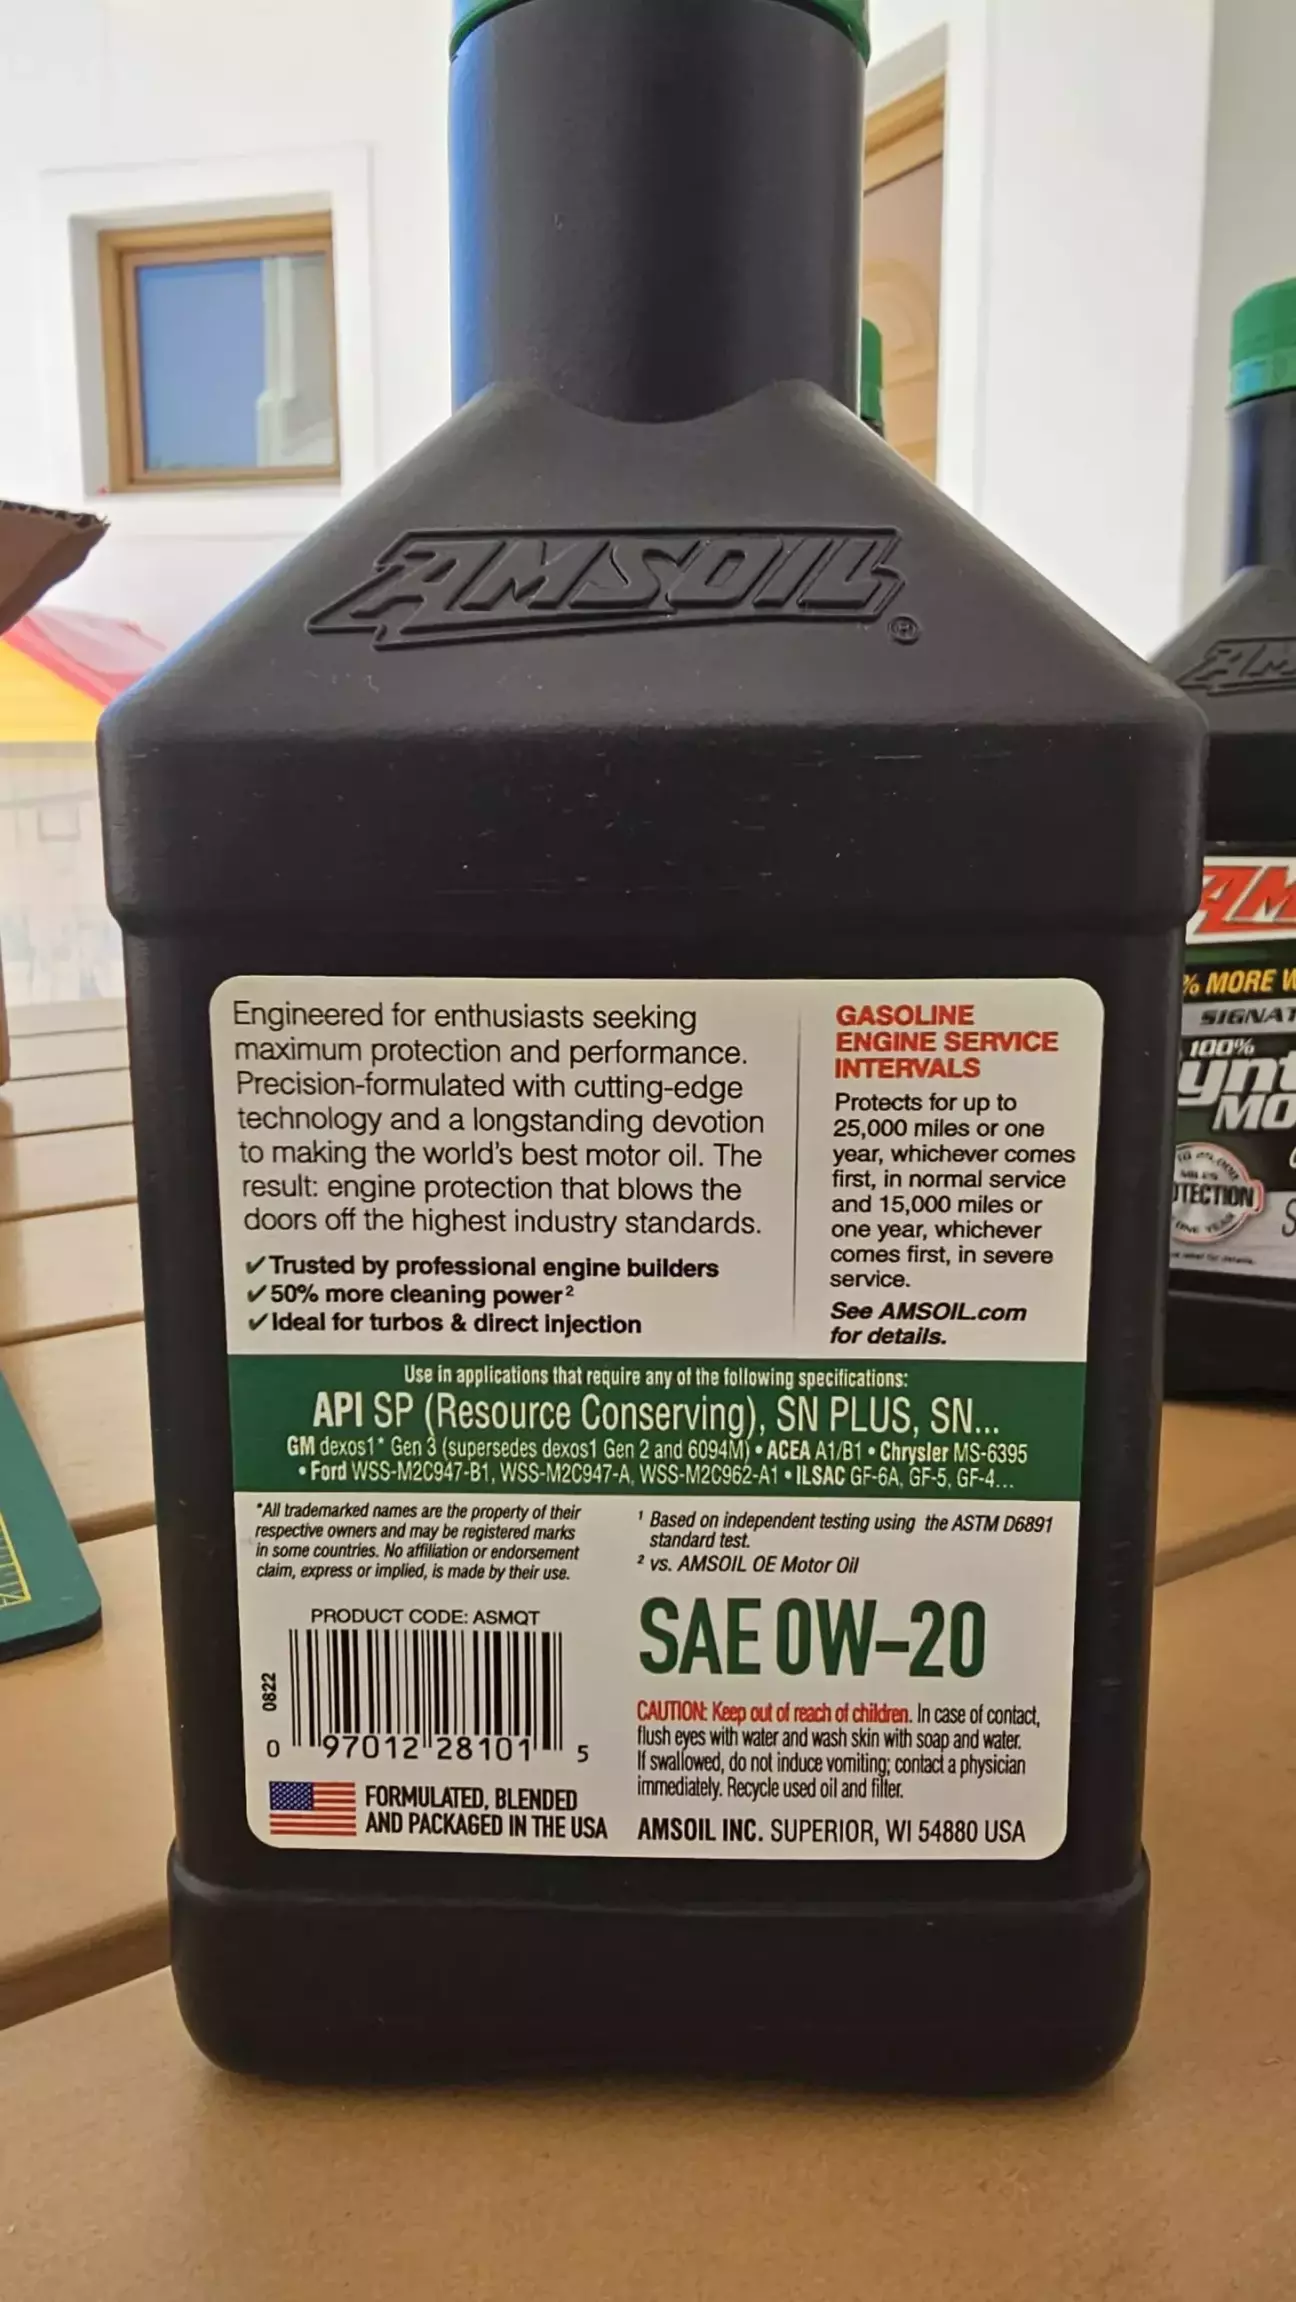 AMSOIL®
Engineered for enthusiasts seeking
maximum protection and performance.
Precision-formulated with cutting-edge
technology and a longstanding devotion
to making the world's best motor oil. The
result: engine protection that blows the
doors off the highest industry standards.
✓Trusted by professional engine builders
✓50% more cleaning power²
✓Ideal for turbos & direct injection
GASOLINE
ENGINE SERVICE
INTERVALS
Protects for up to
25,000 miles or one
year, whichever comes
first, in normal service
and 15,000 miles or
one year, whichever
comes first, in severe
service.
See AMSOIL.com
for details.
Use in applications that require any of the following specifications:
API SP (Resource Conserving), SN PLUS, SN...
GM dexos1* Gen 3 (supersedes dexos1 Gen 2 and 6094M) • ACEA A1/B1 • Chrysler MS-6395
• Ford WSS-M2C947-B1, WSS-M2C947-A, WSS-M2C962-A1 • ILSAC GF-6A, GF-5, GF-4...
*All trademarked names are the property of their
respective owners and may be registered marks
in some countries. No affiliation or endorsement
claim, express or implied, is made by their use.
¹ Based on independent testing using the ASTM D6891
standard test.
² vs. AMSOIL OE Motor Oil
PRODUCT CODE: ASMQT
0822
0 97012 28101 5
FORMULATED, BLENDED
AND PACKAGED IN THE USA
SAE 0W-20
CAUTION: Keep out of reach of children. In case of contact,
flush eyes with water and wash skin with soap and water.
If swallowed, do not induce vomiting; contact a physician
immediately. Recycle used oil and filter.
AMSOIL INC. SUPERIOR, WI 54880 USA
AM
AM
% MORE W
SIGNAT
100%
ynt
MO
TECTION
ONE YEAR